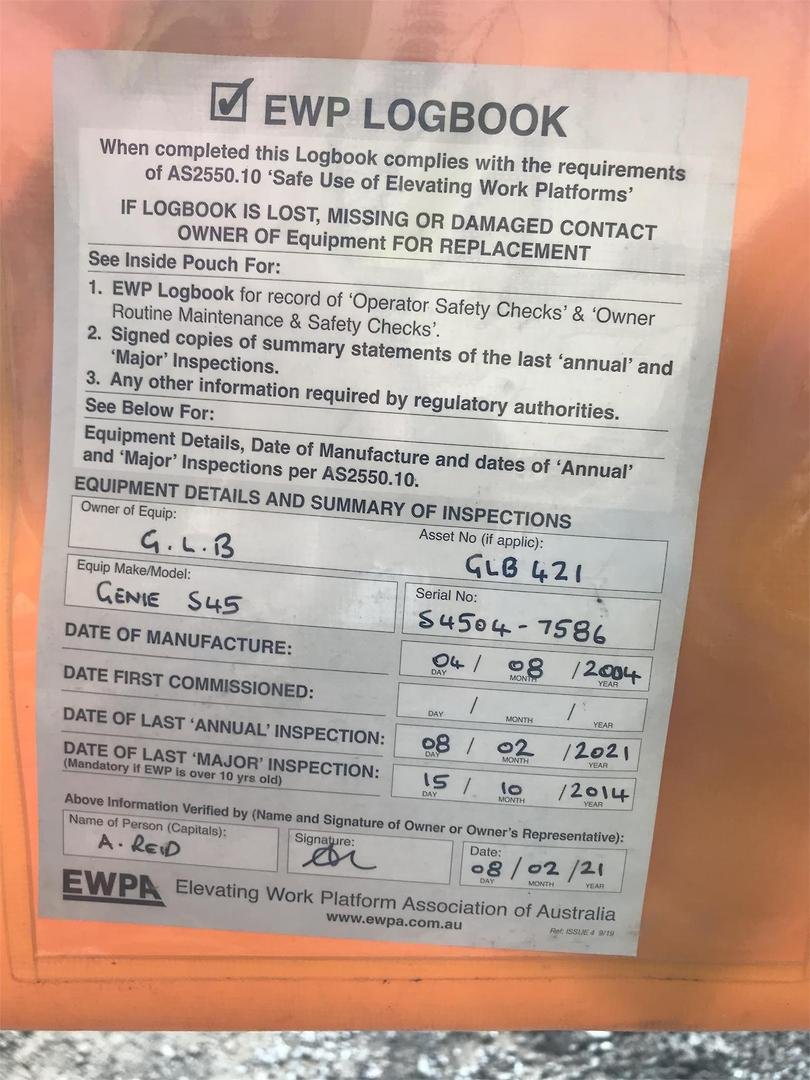 EWP LOGBOOK
When completed this Logbook complies with the requirements
of AS2550.10 ‘Safe Use of Elevating Work Platforms’
IF LOGBOOK IS LOST, MISSING OR DAMAGED CONTACT
OWNER OF Equipment FOR REPLACEMENT
See Inside Pouch For:
1. EWP Logbook for record of ‘Operator Safety Checks’ & ‘Owner
Routine Maintenance & Safety Checks’.
2. Signed copies of summary statements of the last ‘annual’ and
‘Major’ Inspections.
3. Any other information required by regulatory authorities.
See Below For:
Equipment Details, Date of Manufacture and dates of ‘Annual’
and ‘Major’ Inspections per AS2550.10.
EQUIPMENT DETAILS AND SUMMARY OF INSPECTIONS
Owner of Equip: Asset No (if applic):
G.L.B GLB 421
Equip Make/Model: Serial No:
GENIE S45 S4504-7586
DATE OF MANUFACTURE: 04 / 08 / 2004
DAY MONTH YEAR
DATE FIRST COMMISSIONED: / /
DAY MONTH YEAR
DATE OF LAST ‘ANNUAL’ INSPECTION: 08 / 02 / 2021
DAY MONTH YEAR
DATE OF LAST ‘MAJOR’ INSPECTION: 15 / 10 / 2014
(Mandatory if EWP is over 10 yrs old) DAY MONTH YEAR
Above Information Verified by (Name and Signature of Owner or Owner’s Representative):
Name of Person (Capitals): Signature: Date:
A. REID 08 / 02 / 21
DAY MONTH YEAR
EWPA Elevating Work Platform Association of Australia
www.ewpa.com.au
Ref: ISSUE 4 9/19